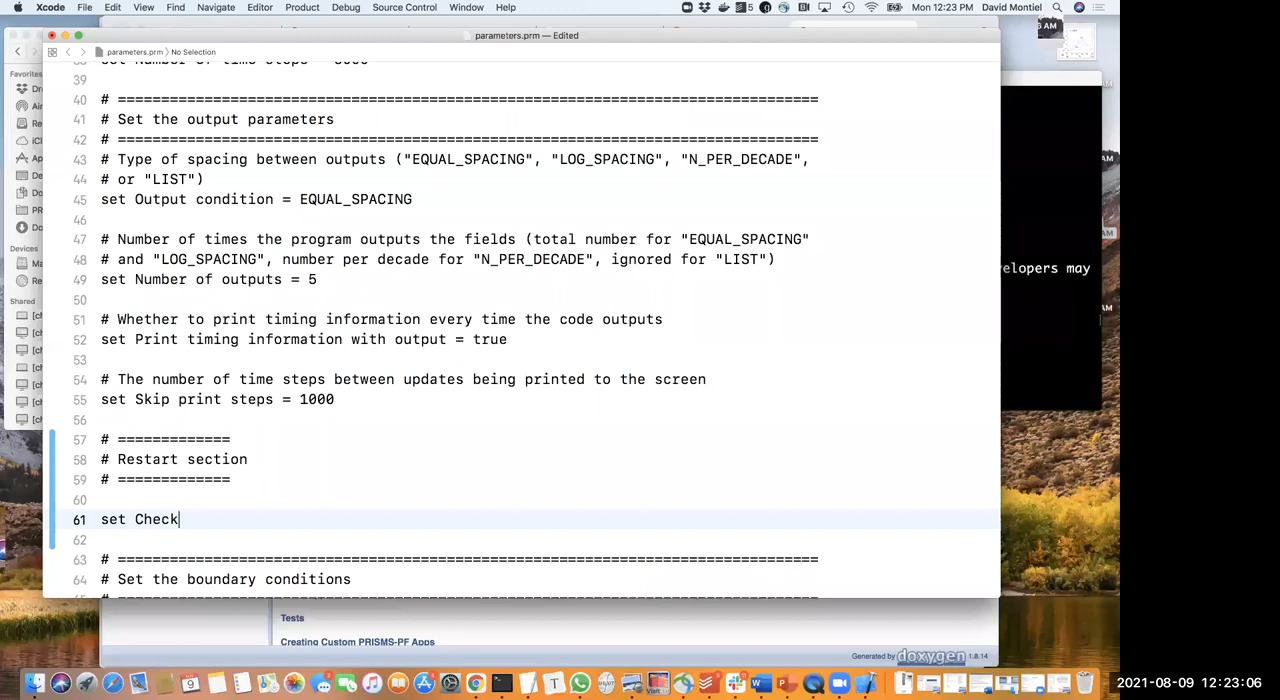 Xcode File Edit View Find Navigate Editor Product Debug Source Control Window Help 5 Mon 12:23 PM David Montiel
parameters.prm — Edited
parameters.prm No Selection
39
40 # =================================================================================
41 # Set the output parameters
42 # =================================================================================
43 # Type of spacing between outputs ("EQUAL_SPACING", "LOG_SPACING", "N_PER_DECADE",
44 # or "LIST")
45 set Output condition = EQUAL_SPACING
46
47 # Number of times the program outputs the fields (total number for "EQUAL_SPACING"
48 # and "LOG_SPACING", number per decade for "N_PER_DECADE", ignored for "LIST")
49 set Number of outputs = 5
50
51 # Whether to print timing information every time the code outputs
52 set Print timing information with output = true
53
54 # The number of time steps between updates being printed to the screen
55 set Skip print steps = 1000
56
57 # =============
58 # Restart section
59 # =============
60
61 set Check
62
63 # =================================================================================
64 # Set the boundary conditions
Favorites
Devices
Shared
velopers may
Tests
Creating Custom PRISMS-PF Apps
Generated by doxygen 1.8.14
2021-08-09 12:23:06